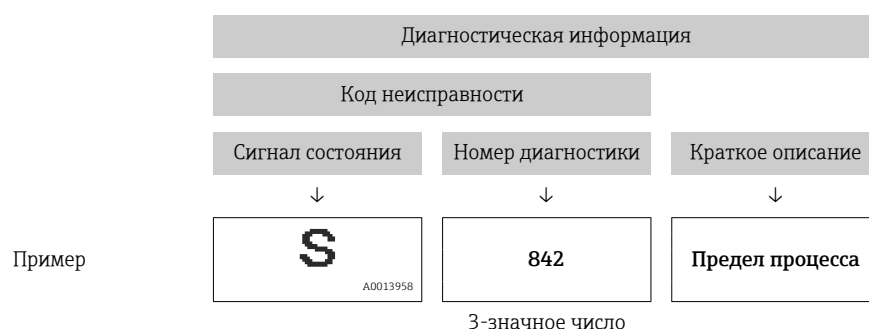 Диагностическая информация
Код неисправности
Сигнал состояния Номер диагностики Краткое описание
↓ ↓ ↓
Пример S 842 Предел процесса
A0013958
3-значное число